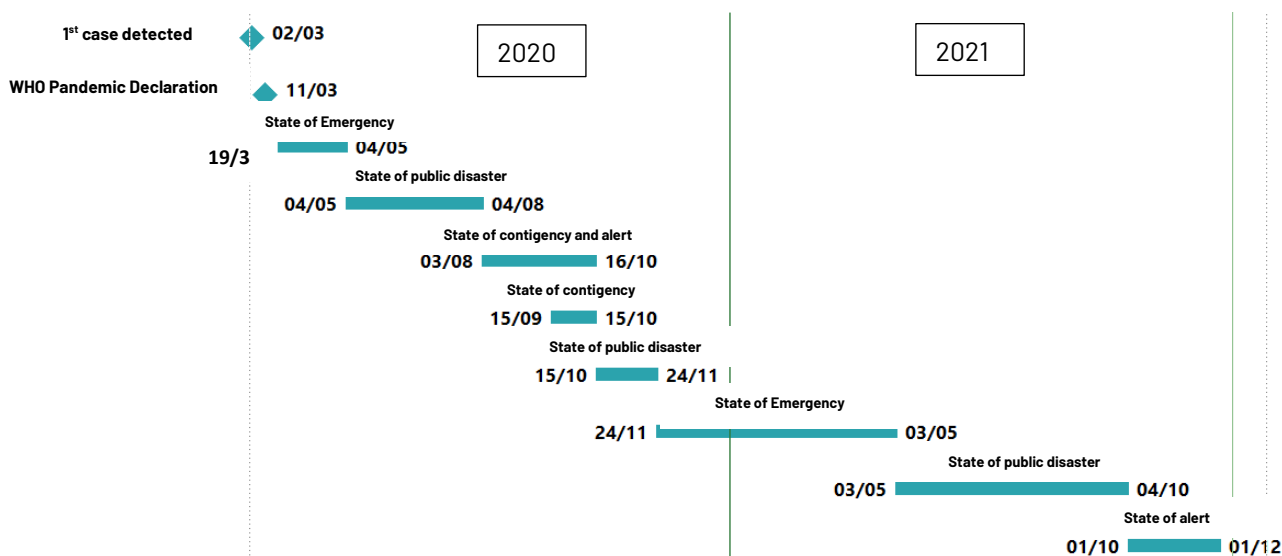 1st case detected 02/03
2020
2021
WHO Pandemic Declaration 11/03
State of Emergency
19/3 04/05
State of public disaster
04/05 04/08
State of contigency and alert
03/08 16/10
State of contigency
15/09 15/10
State of public disaster
15/10 24/11
State of Emergency
24/11 03/05
State of public disaster
03/05 04/10
State of alert
01/10 01/12